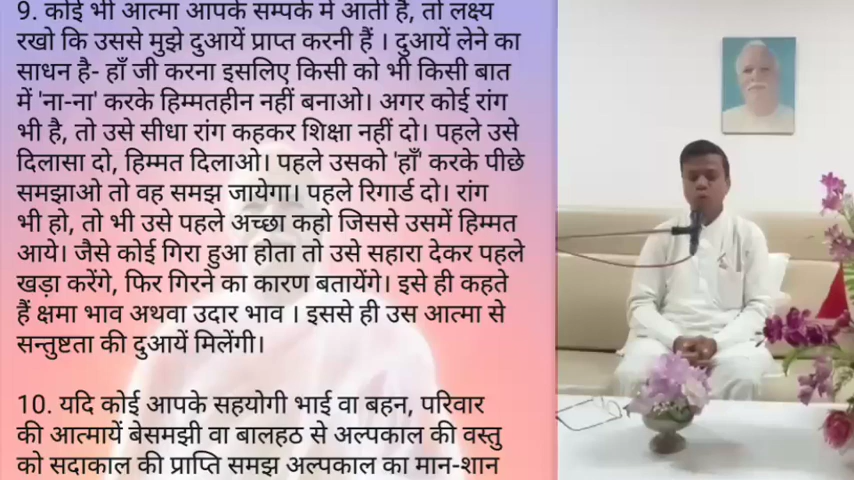 9. कोई भी आत्मा आपके सम्पर्क में आती है, तो लक्ष्य
रखो कि उससे मुझे दुआयें प्राप्त करनी हैं । दुआयें लेने का
साधन है- हाँ जी करना इसलिए किसी को भी किसी बात
में 'ना-ना' करके हिम्मतहीन नहीं बनाओ। अगर कोई रांग
भी है, तो उसे सीधा रांग कहकर शिक्षा नहीं दो। पहले उसे
दिलासा दो, हिम्मत दिलाओ। पहले उसको 'हाँ' करके पीछे
समझाओ तो वह समझ जायेगा। पहले रिगार्ड दो। रांग
भी हो, तो भी उसे पहले अच्छा कहो जिससे उसमें हिम्मत
आये। जैसे कोई गिरा हुआ होता तो उसे सहारा देकर पहले
खड़ा करेंगे, फिर गिरने का कारण बतायेंगे। इसे ही कहते
हैं क्षमा भाव अथवा उदार भाव । इससे ही उस आत्मा से
सन्तुष्टता की दुआयें मिलेंगी।
10. यदि कोई आपके सहयोगी भाई वा बहन, परिवार
की आत्मायें बेसमझी वा बालहठ से अल्पकाल की वस्तु
को सदाकाल की प्राप्ति समझ अल्पकाल का मान-शान